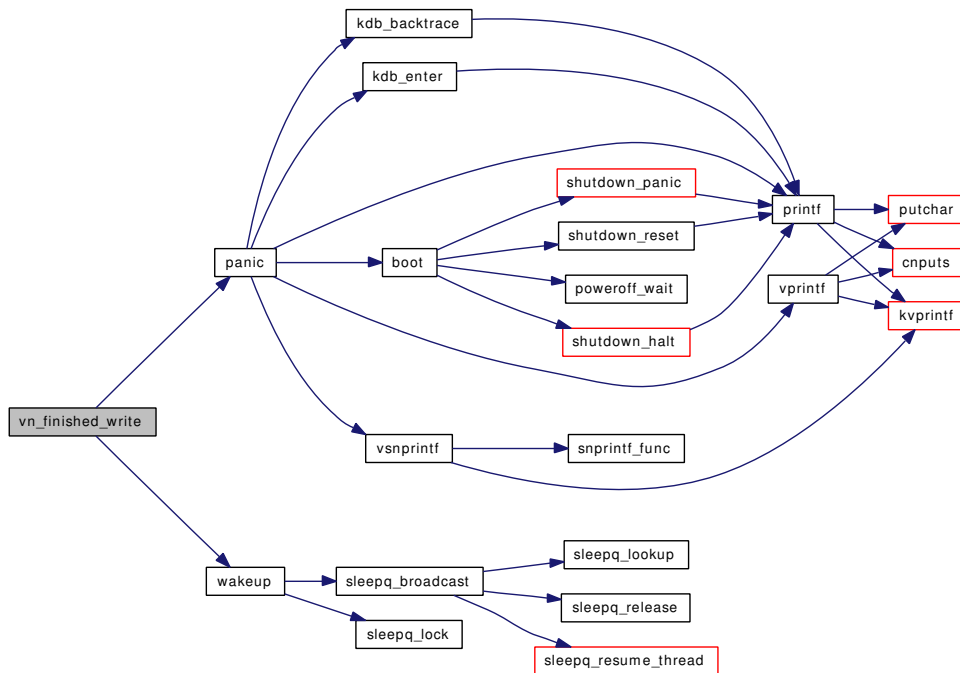 kdb_backtrace
kdb_enter
shutdown_panic
printf
putchar
shutdown_reset
panic
boot
cnputs
poweroff_wait
vprintf
kvprintf
shutdown_halt
vn_finished_write
vsnprintf
snprintf_func
sleepq_lookup
wakeup
sleepq_broadcast
sleepq_release
sleepq_lock
sleepq_resume_thread